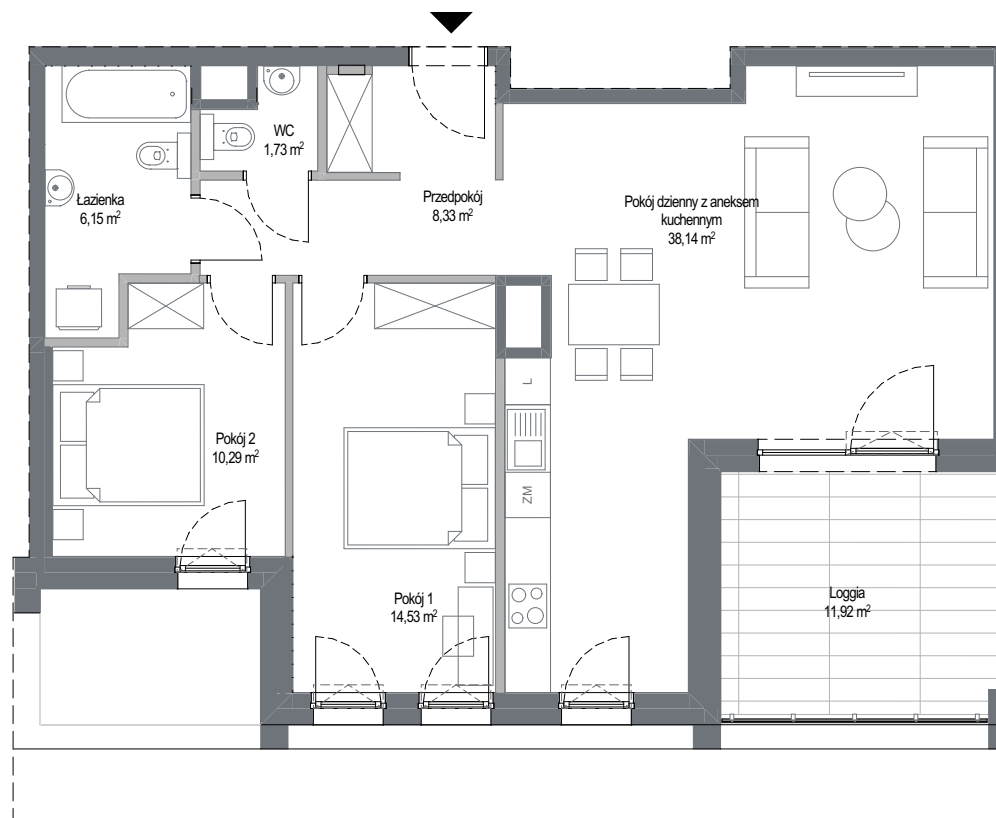 WC
1,73 m²
Łazienka
6,15 m²
Przedpokój
8,33 m²
Pokój dzienny z aneksem
kuchennym
38,14 m²
L
Pokój 2
10,29 m²
ZM
Pokój 1
14,53 m²
Loggia
11,92 m²